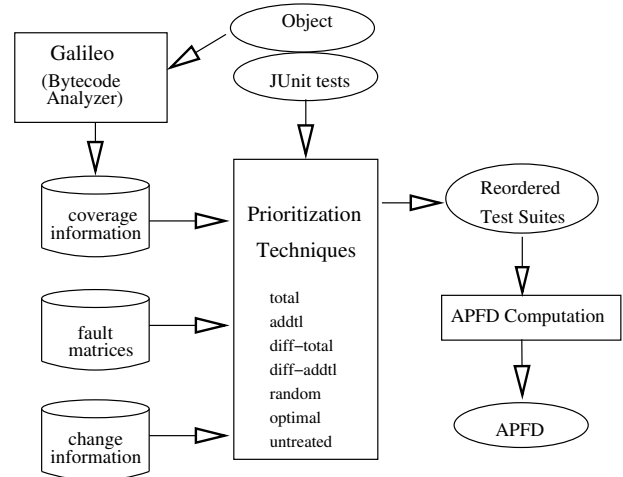 Object
Galileo
(Bytecode
Analyzer)
JUnit tests
coverage
information
fault
matrices
change
information
Prioritization
Techniques
total
addtl
diff−total
diff−addtl
random
optimal
untreated
Reordered
Test Suites
APFD Computation
APFD